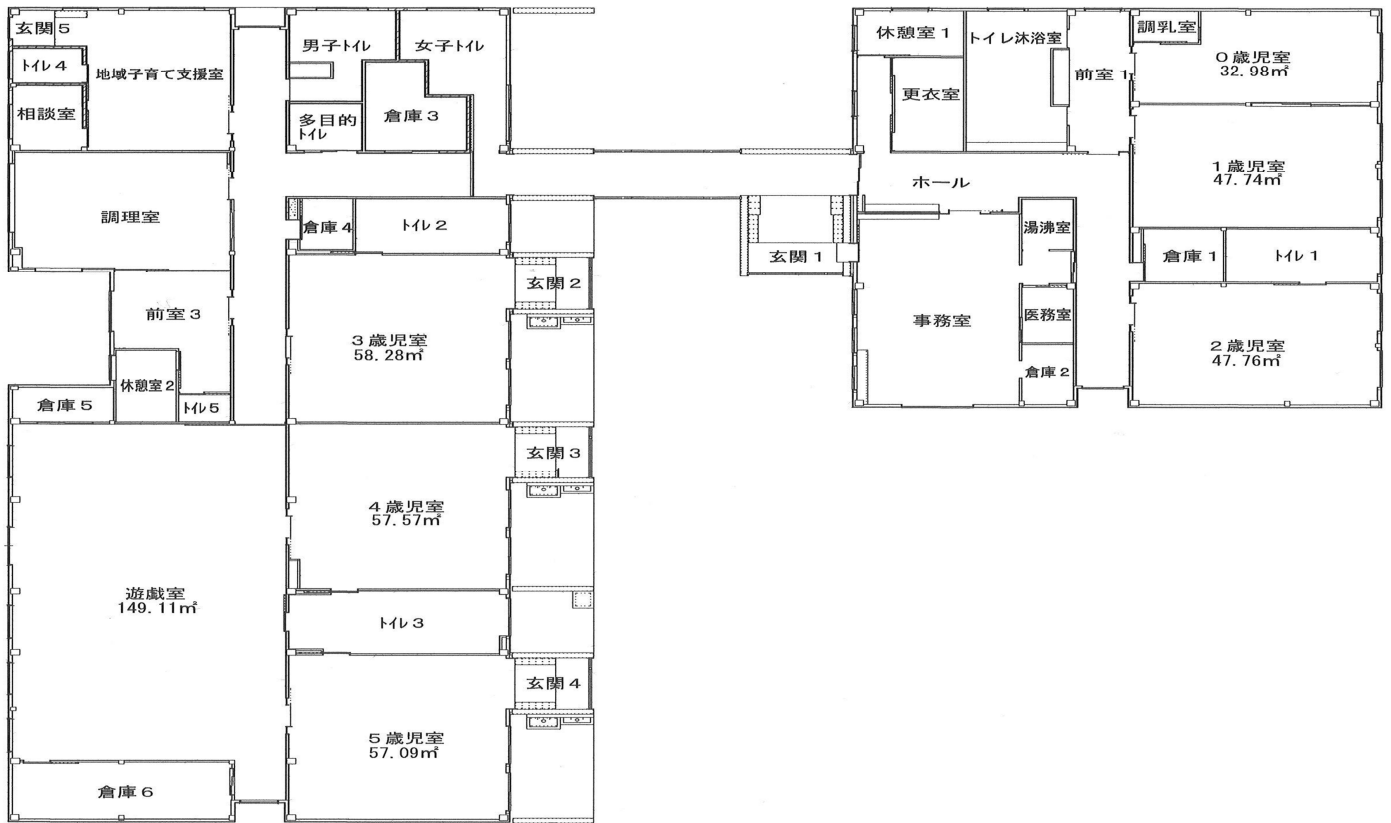 玄関5
トイレ4
相談室
地域子育て支援室
男子トイレ
女子トイレ
多目的
トイレ
倉庫3
調理室
倉庫4
トイレ2
前室3
休憩室2
トイレ5
倉庫5
3歳児室
58.28㎡
玄関2
4歳児室
57.57㎡
玄関3
遊戯室
149.11㎡
トイレ3
5歳児室
57.09㎡
玄関4
倉庫6
休憩室1
更衣室
トイレ沐浴室
前室1
調乳室
0歳児室
32.98㎡
1歳児室
47.74㎡
ホール
玄関1
事務室
湯沸室
医務室
倉庫2
倉庫1
トイレ1
2歳児室
47.76㎡